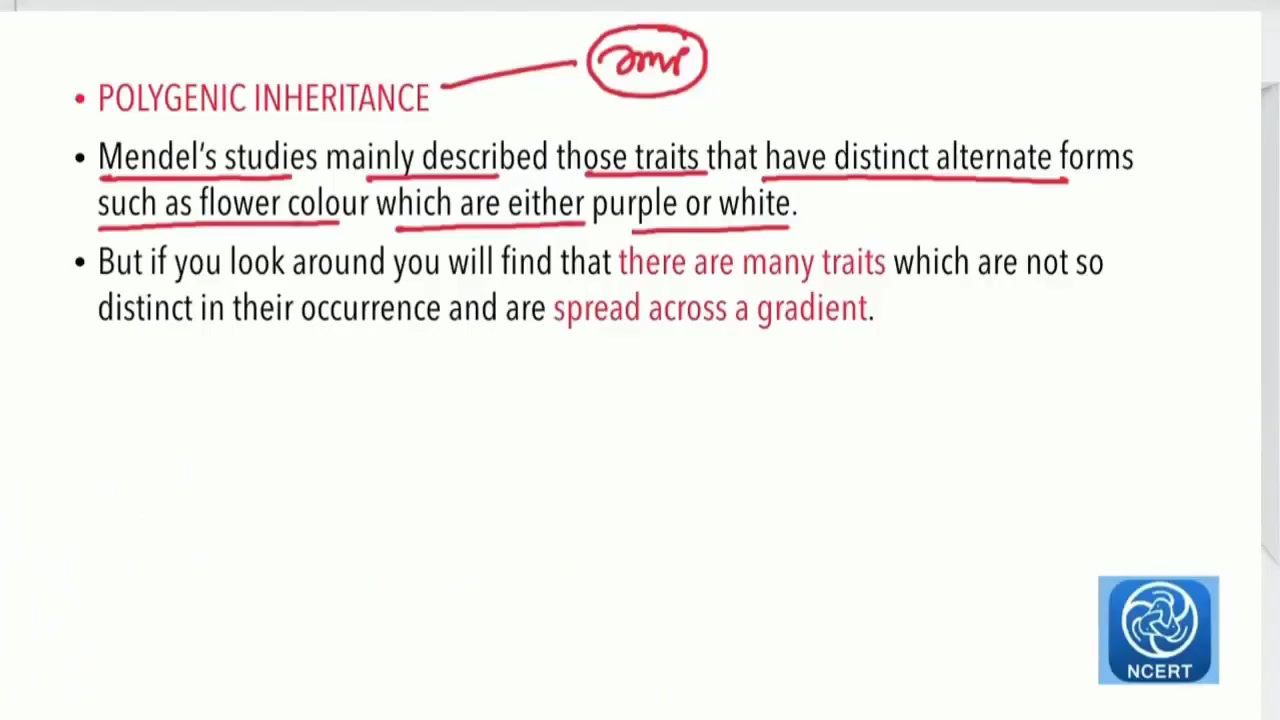 • POLYGENIC INHERITANCE
• Mendel's studies mainly described those traits that have distinct alternate forms
such as flower colour which are either purple or white.
• But if you look around you will find that there are many traits which are not so
distinct in their occurrence and are spread across a gradient.
NCERT